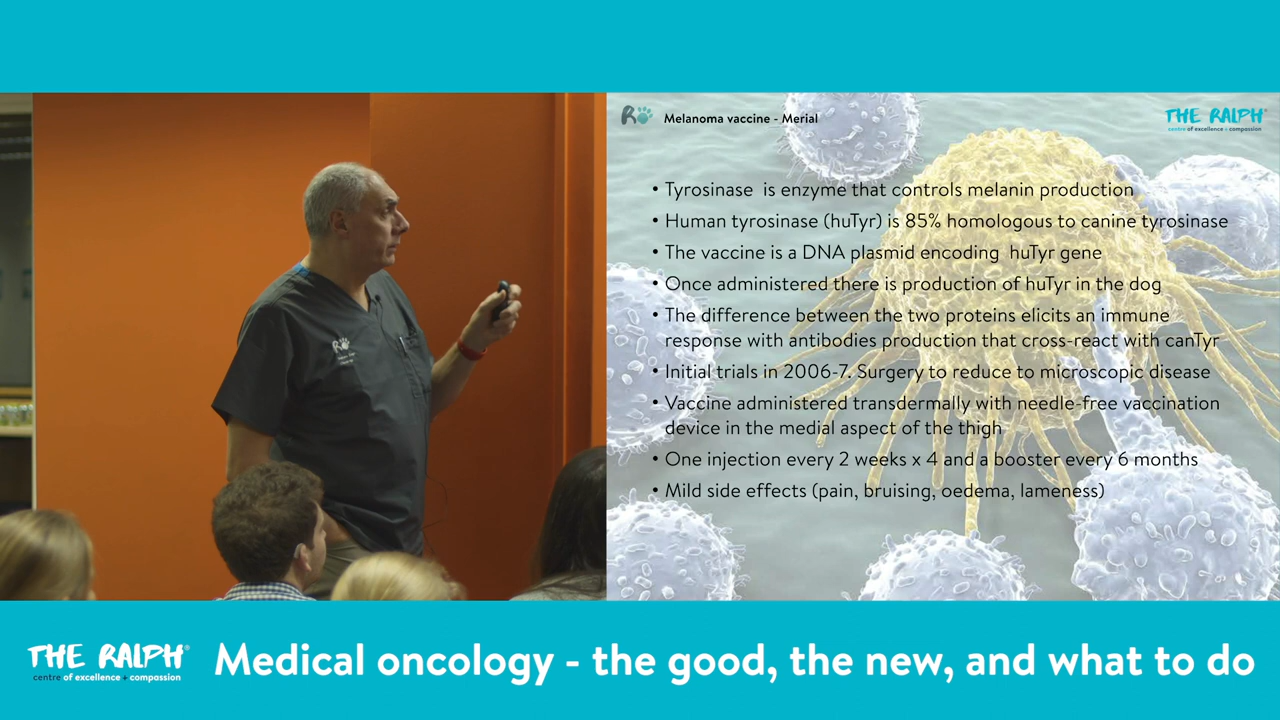 R
Melanoma vaccine - Merial
THE RALPH®
centre of excellence + compassion
• Tyrosinase is enzyme that controls melanin production
• Human tyrosinase (huTyr) is 85% homologous to canine tyrosinase
• The vaccine is a DNA plasmid encoding huTyr gene
• Once administered there is production of huTyr in the dog
• The difference between the two proteins elicits an immune
response with antibodies production that cross-react with canTyr
• Initial trials in 2006-7. Surgery to reduce to microscopic disease
• Vaccine administered transdermally with needle-free vaccination
device in the medial aspect of the thigh
• One injection every 2 weeks x 4 and a booster every 6 months
• Mild side effects (pain, bruising, oedema, lameness)
R
THE RALPH®
centre of excellence + compassion
Medical oncology - the good, the new, and what to do